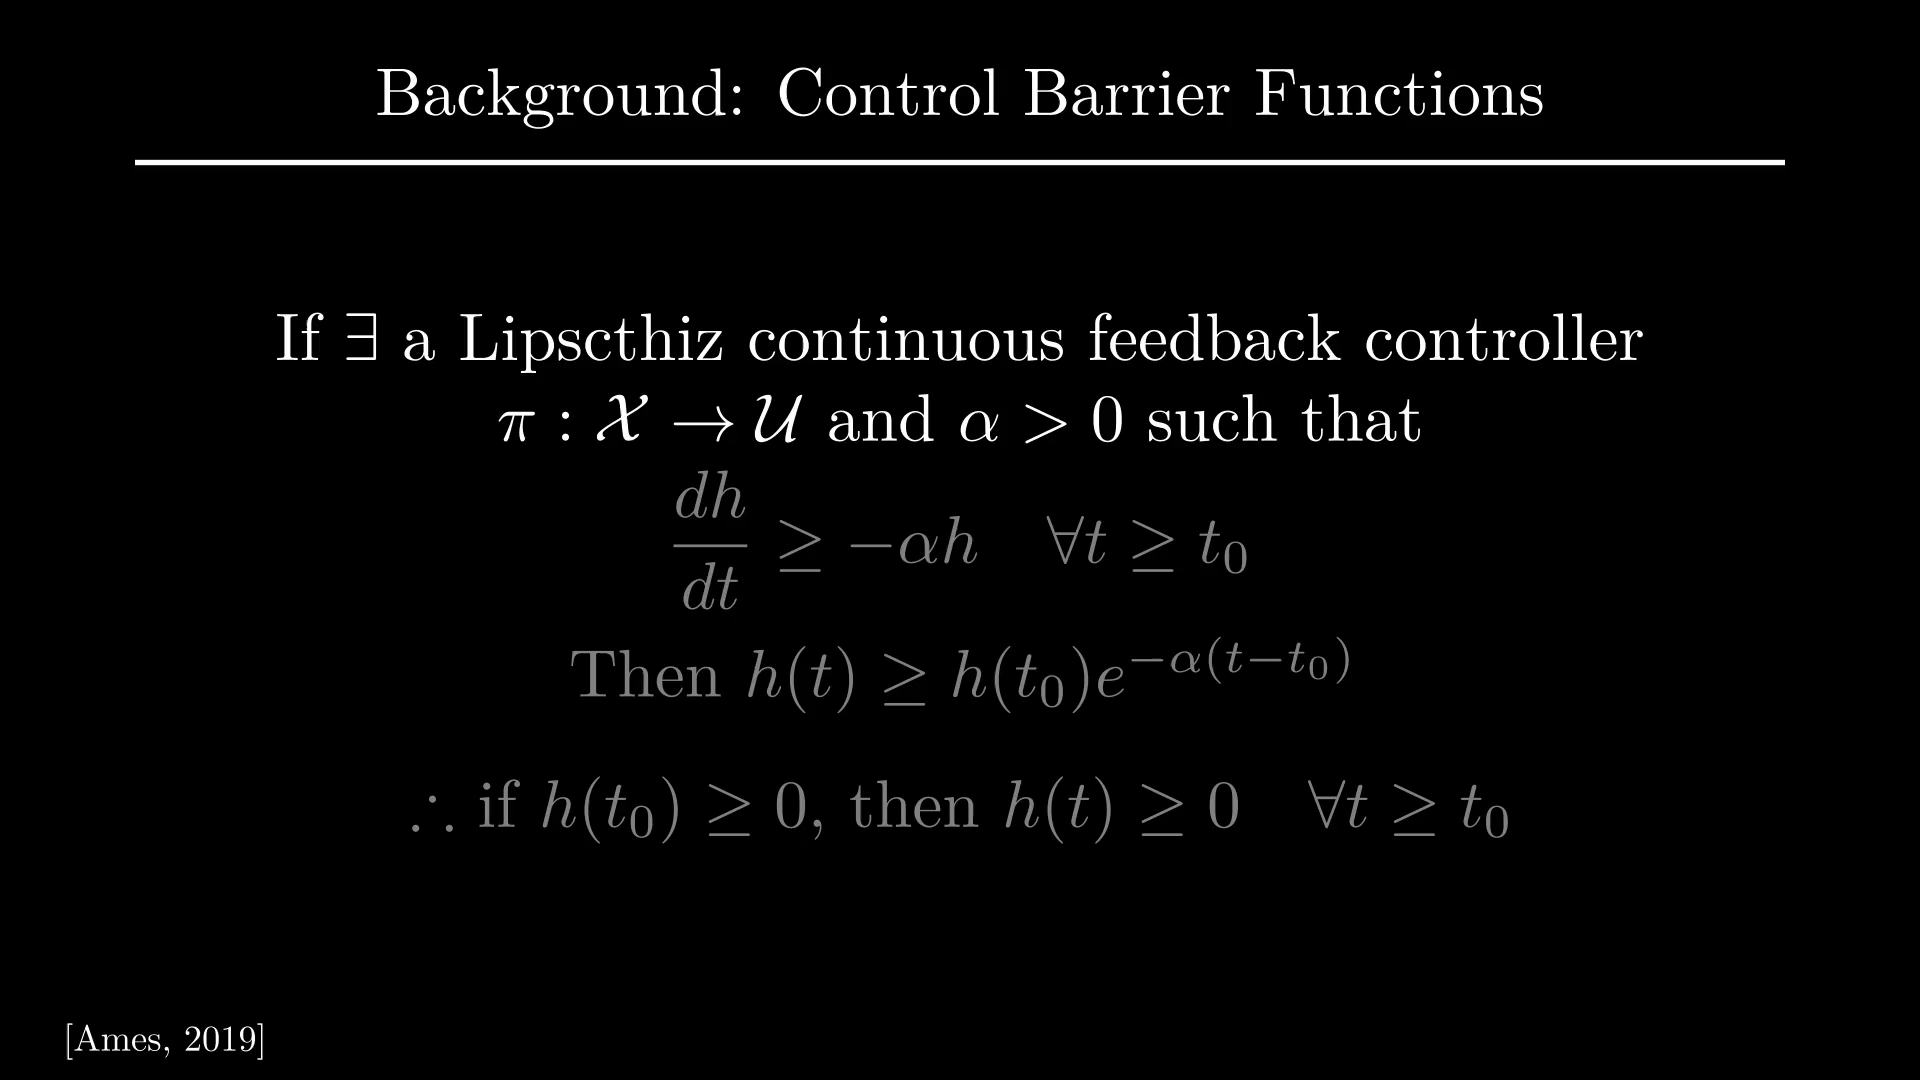 Background: Control Barrier Functions
If ∃ a Lipscthiz continuous feedback controller
π : 𝒳 → 𝒰 and α > 0 such that
dh/dt ≥ −αh ∀t ≥ t₀
Then h(t) ≥ h(t₀)e^{−α(t−t₀)}
∴ if h(t₀) ≥ 0, then h(t) ≥ 0 ∀t ≥ t₀
[Ames, 2019]